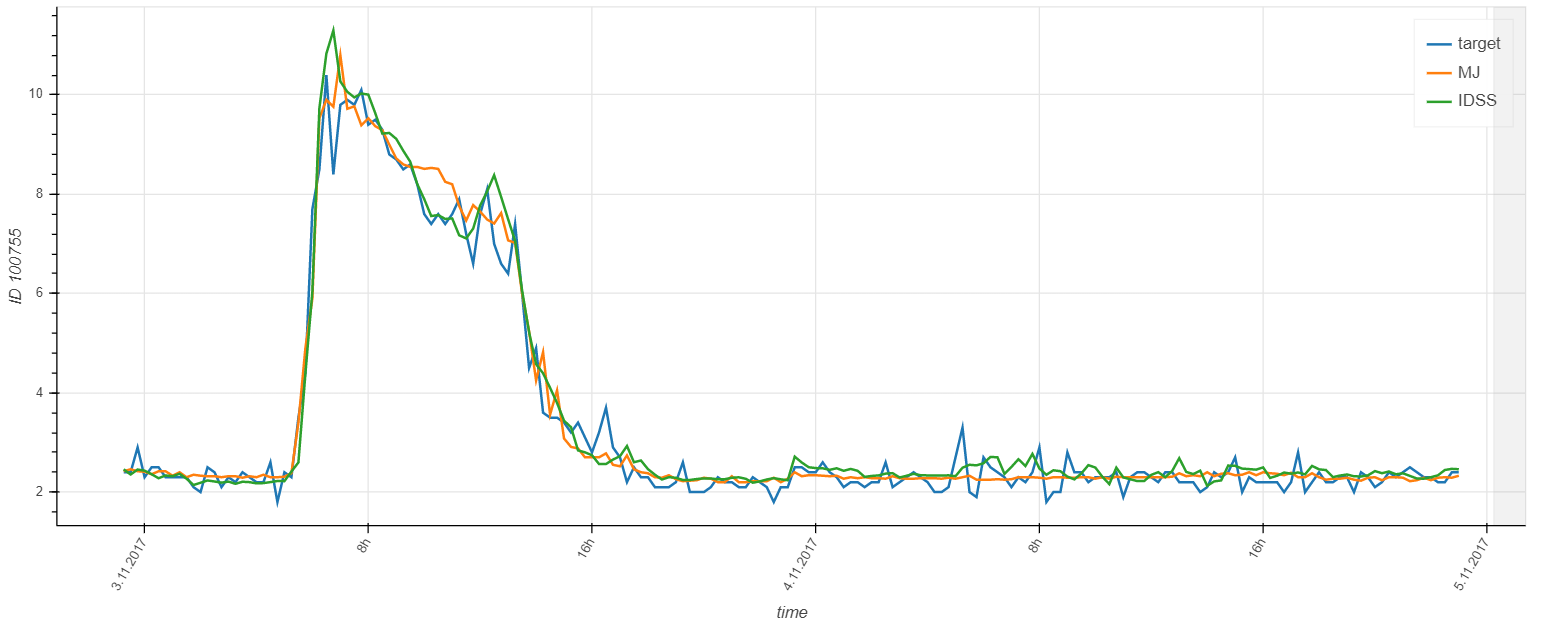 target
MJ
IDSS
10
8
6
4
2
ID 100755
3.11.2017
8h
16h
4.11.2017
8h
16h
5.11.2017
time